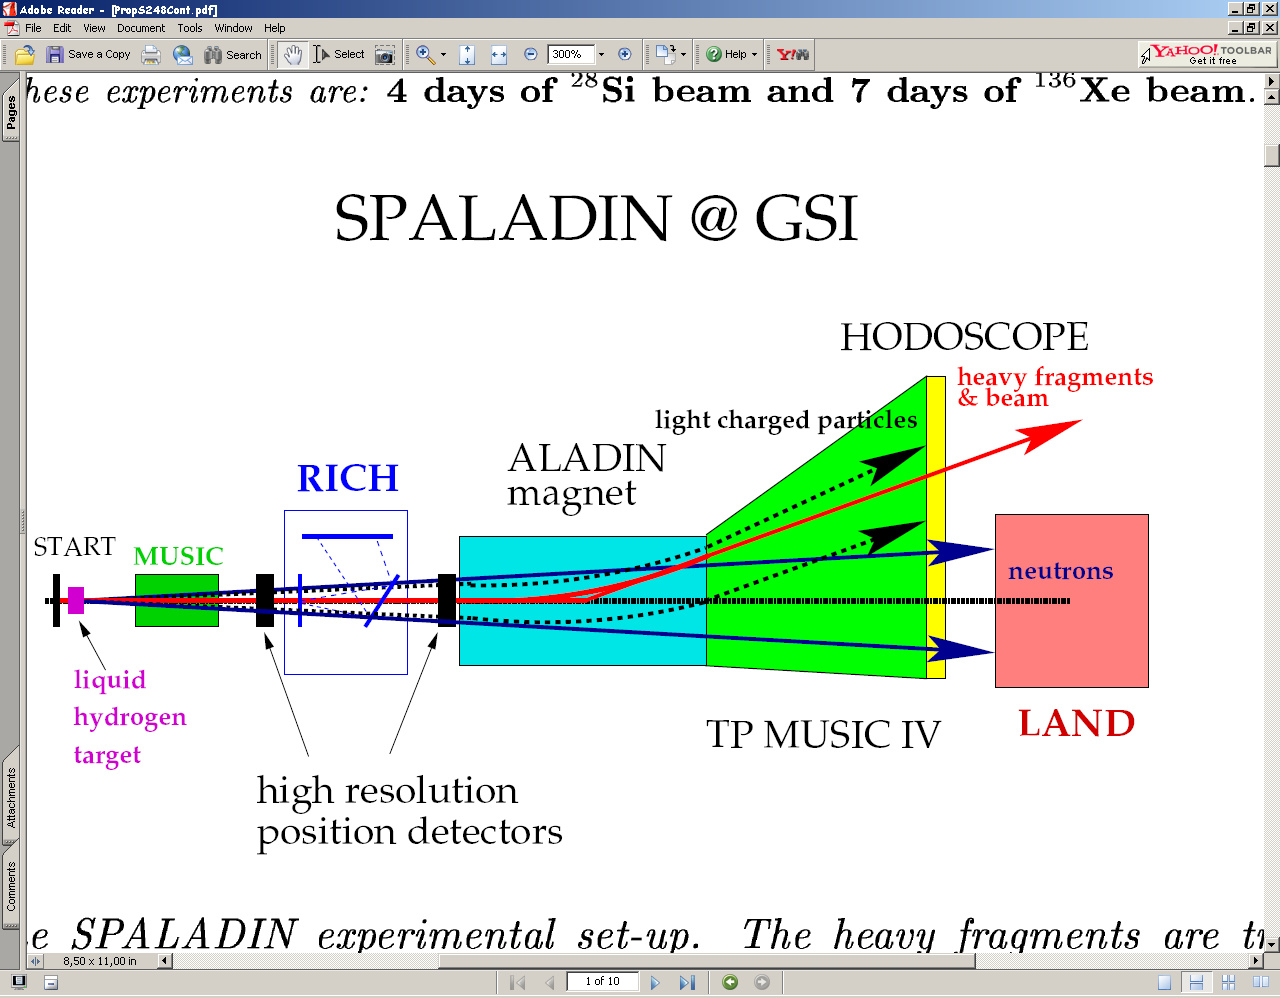 Adobe Reader - [PropS248Cont.pdf]
File Edit View Document Tools Window Help
Save a Copy Search Select 300% Help Y! YAHOO! TOOLBAR
Get it free
Pages
hese experiments are: 4 days of ²⁸Si beam and 7 days of ¹³⁶Xe beam.
SPALADIN @ GSI
HODOSCOPE
heavy fragments
& beam
light charged particles
ALADIN
magnet
RICH
START
MUSIC
neutrons
liquid
hydrogen
target
LAND
TP MUSIC IV
high resolution
position detectors
Attachments
Comments
e SPALADIN experimental set-up. The heavy fragments are
8,50 x 11,00 in
1 of 10